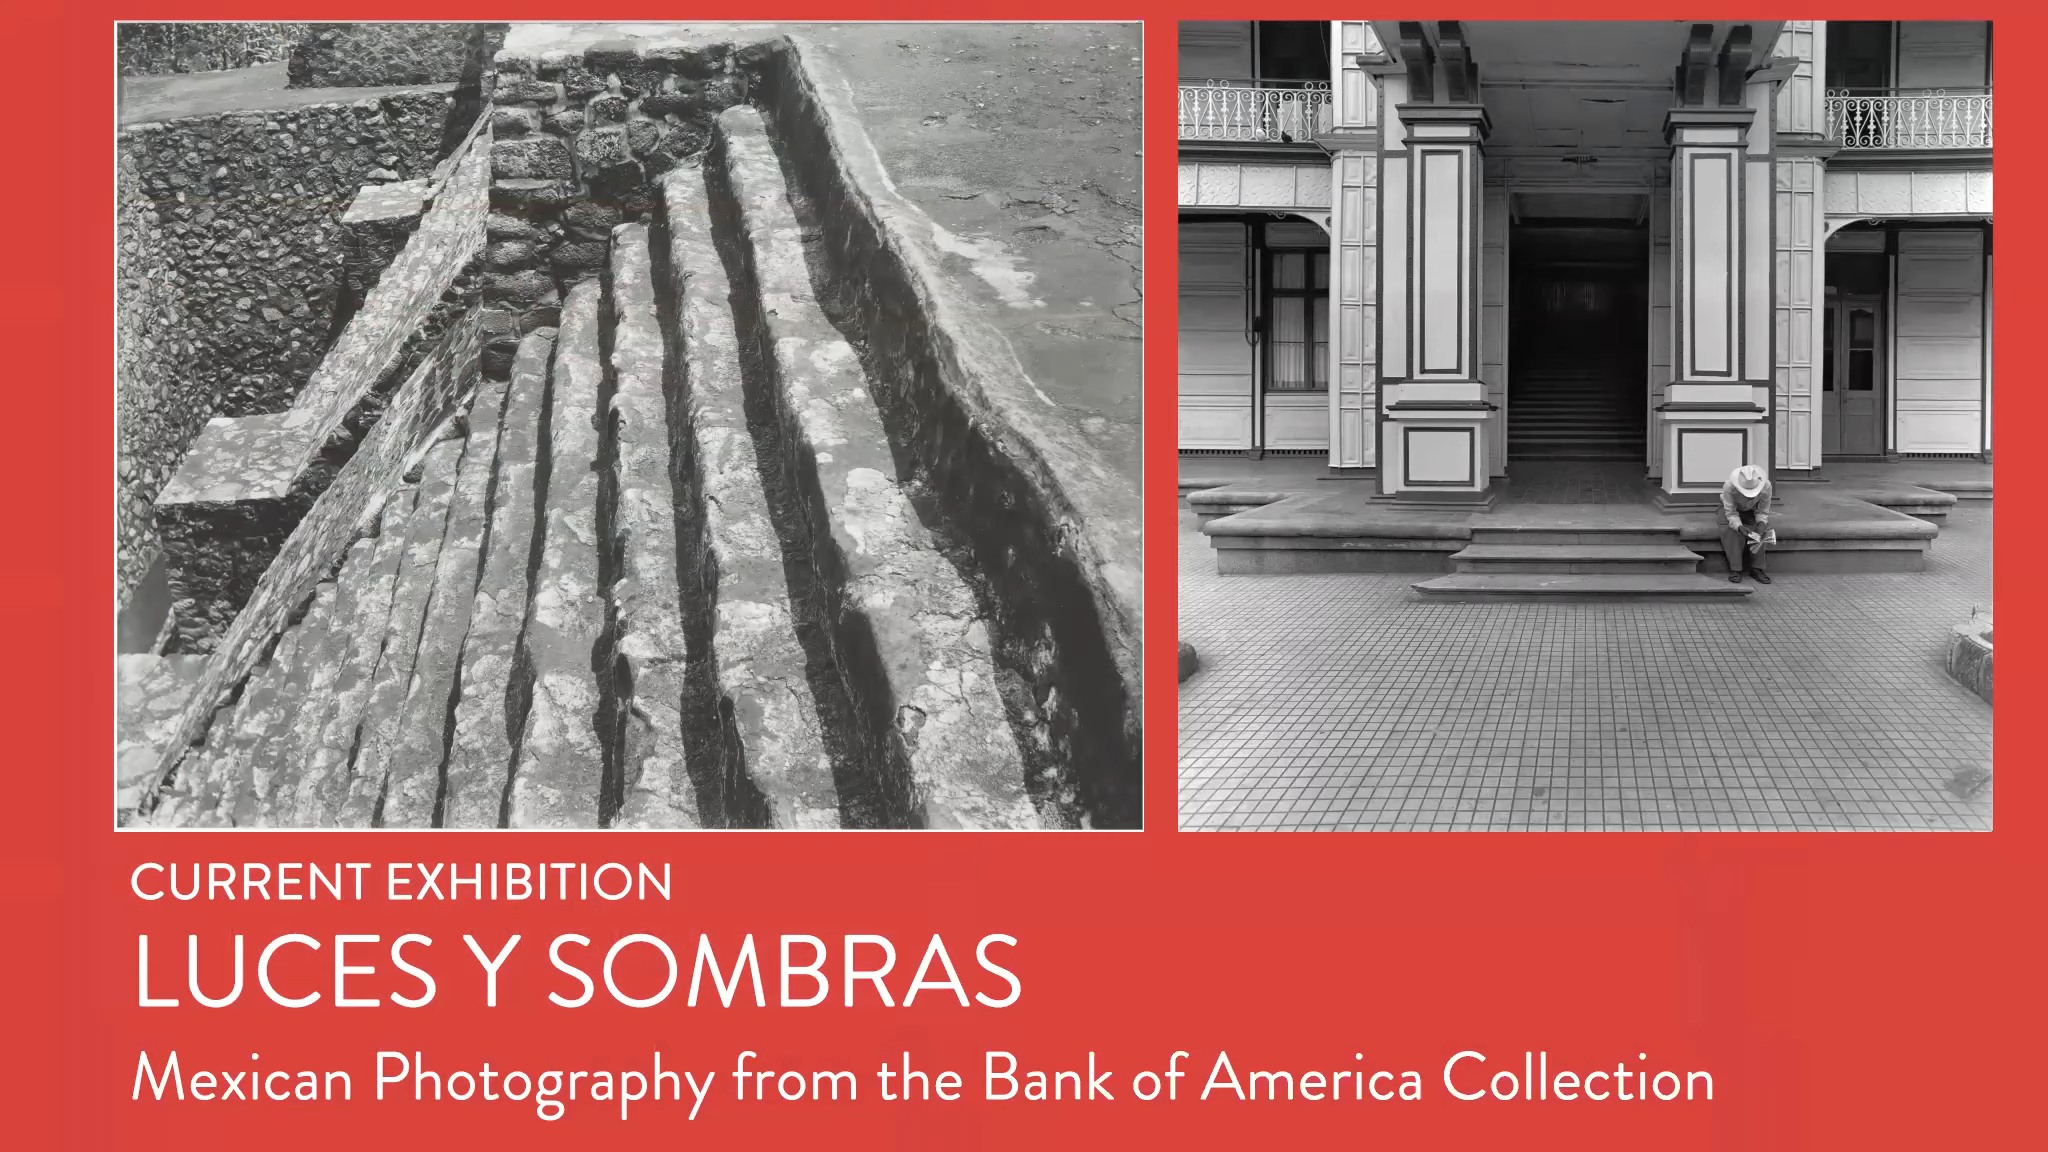 CURRENT EXHIBITION
LUCES Y SOMBRAS
Mexican Photography from the Bank of America Collection